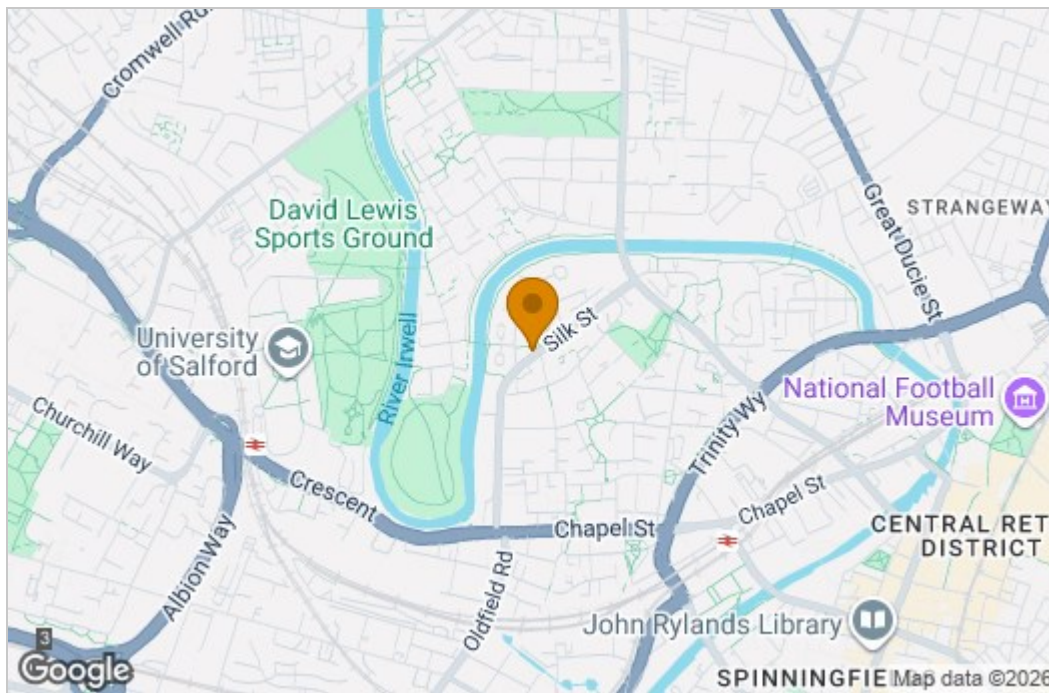 Cromwell Rd
Great Ducie St
STRANGEWAY
David Lewis
Sports Ground
Silk St
University
of Salford
River Irwell
National Football
Museum
Trinity Wy
Churchill Way
Crescent
Chapel St
Chapel St
CENTRAL RET
DISTRICT
Albion Way
Oldfield Rd
John Rylands Library
3
Google
SPINNINGFIE
Map data ©2026